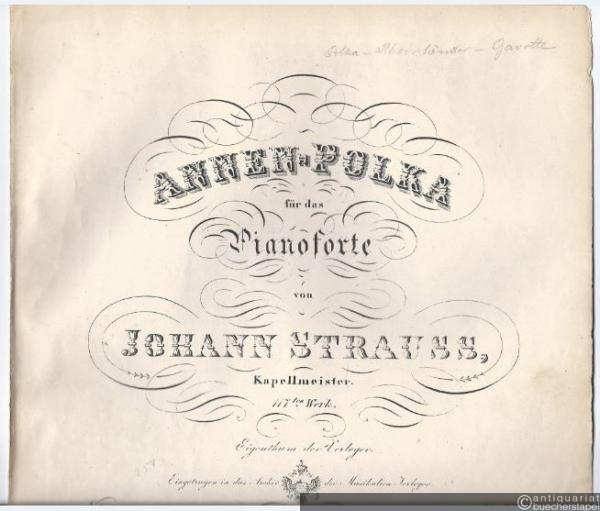 Polka - Rheinländer - Gavotte
ANNEN-POLKA
für das
Pianoforte
von
JOHANN STRAUSS,
Kapellmeister.
117tes Werk.
Eigenthum der Verleger.
Eingetragen in das Archiv der Musikalien-Verleger.
antiquariat
buecherstapel